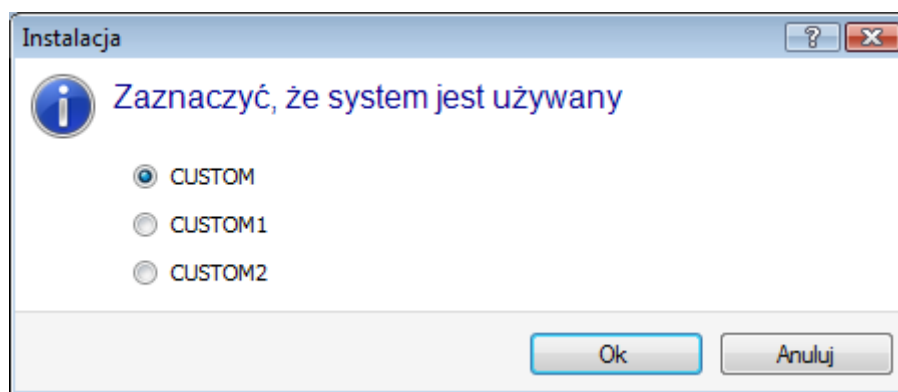 Instalacja
Zaznaczyć, że system jest używany
CUSTOM
CUSTOM1
CUSTOM2
Ok Anuluj